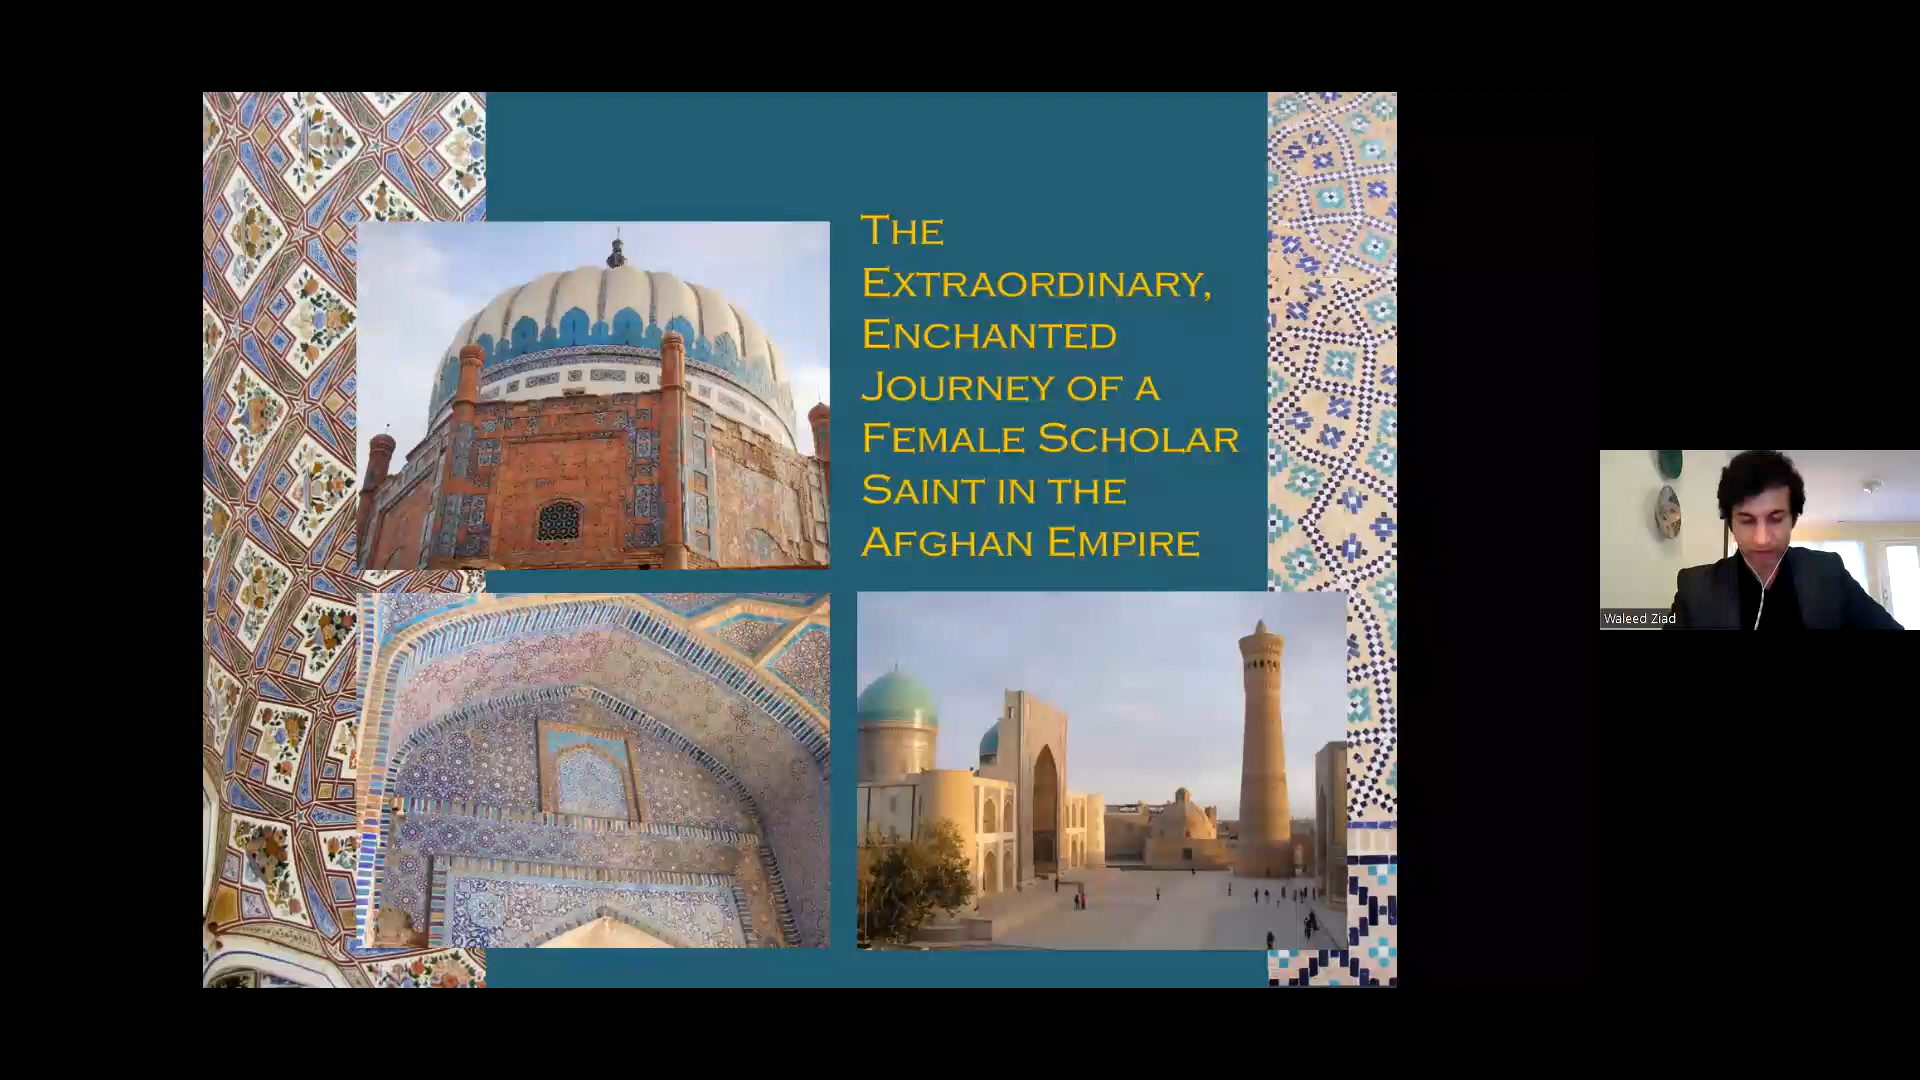 The
Extraordinary,
Enchanted
Journey of a
Female Scholar
Saint in the
Afghan Empire
Waleed Ziad